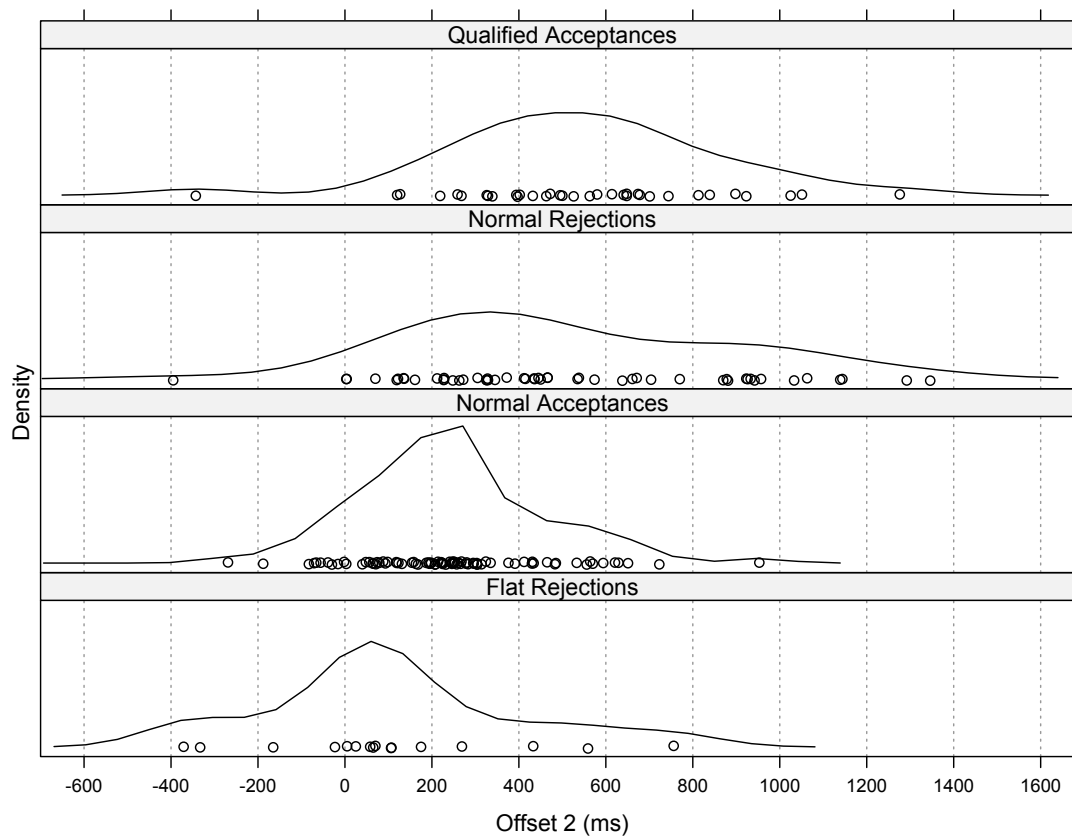 Qualified Acceptances
Normal Rejections
Normal Acceptances
Flat Rejections
Density
-600 -400 -200 0 200 400 600 800 1000 1200 1400 1600
Offset 2 (ms)